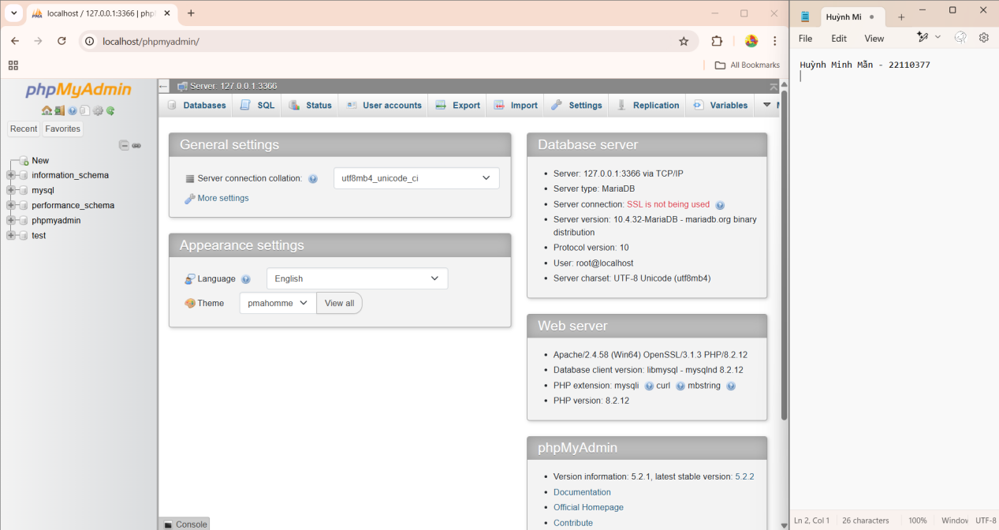 localhost / 127.0.0.1:3366 | php
localhost/phpmyadmin/
All Bookmarks
phpMyAdmin
Recent
Favorites
New
information_schema
mysql
performance_schema
phpmyadmin
test
Server: 127.0.0.1:3366
Databases
SQL
Status
User accounts
Export
Import
Settings
Replication
Variables
General settings
Server connection collation:
utf8mb4_unicode_ci
More settings
Appearance settings
Language
English
Theme
pmahomme
View all
Database server
Server: 127.0.0.1:3366 via TCP/IP
Server type: MariaDB
Server connection: SSL is not being used
Server version: 10.4.32-MariaDB - mariadb.org binary
distribution
Protocol version: 10
User: root@localhost
Server charset: UTF-8 Unicode (utf8mb4)
Web server
Apache/2.4.58 (Win64) OpenSSL/3.1.3 PHP/8.2.12
Database client version: libmysql - mysqlnd 8.2.12
PHP extension: mysqli curl mbstring
PHP version: 8.2.12
phpMyAdmin
Version information: 5.2.1, latest stable version: 5.2.2
Documentation
Official Homepage
Contribute
Console
Huỳnh Mi
File
Edit
View
Huỳnh Minh Mẫn - 22110377
Ln 2, Col 1
26 characters
100%
Window
UTF-8